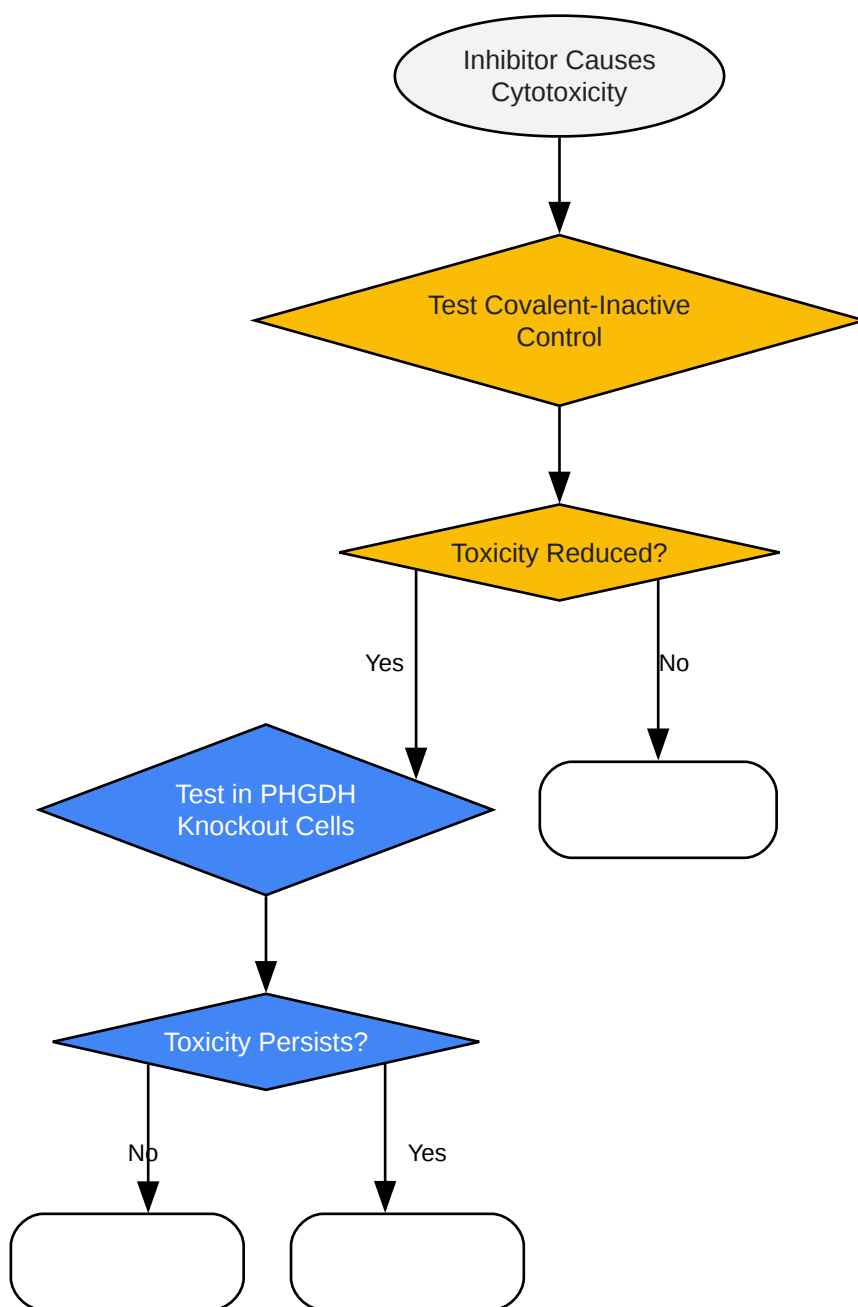 Inhibitor Causes
Cytotoxicity
Test Covalent-Inactive
Control
Toxicity Reduced?
Yes
No
Test in PHGDH
Knockout Cells
Toxicity Persists?
No
Yes